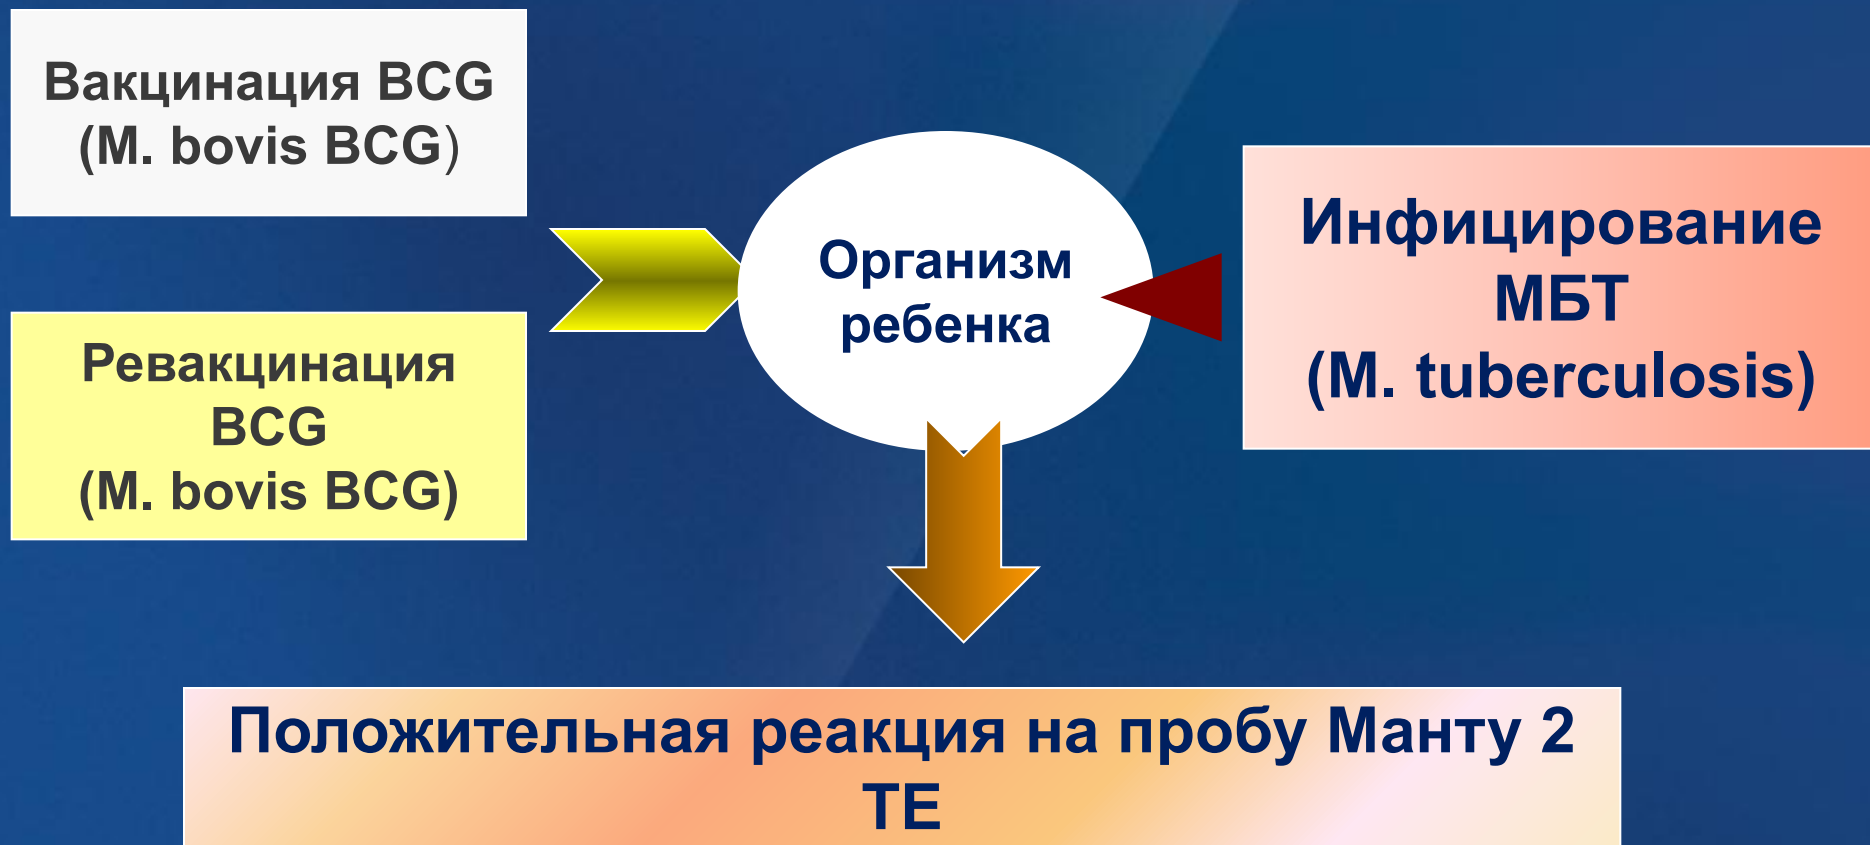 Вакцинация BCG
(M. bovis BCG)
Ревакцинация
BCG
(M. bovis BCG)
Организм
ребенка
Инфицирование
МБТ
(M. tuberculosis)
Положительная реакция на пробу Манту 2
ТЕ